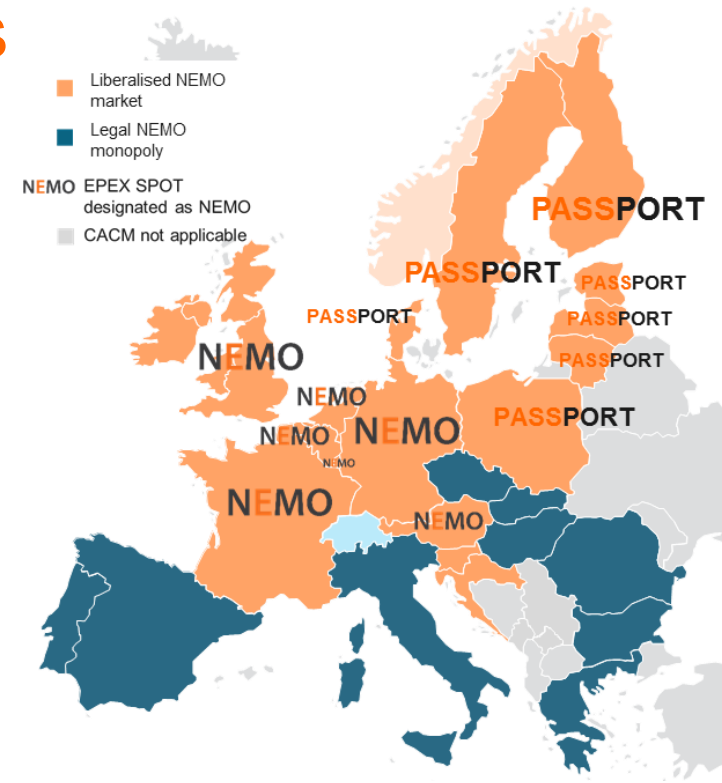 S
Liberalised NEMO
market
Legal NEMO
monopoly
NEMO EPEX SPOT
designated as NEMO
CACM not applicable
PASSPORT
PASSPORT
PASSPORT
PASSPORT
PASSPORT
PASSPORT
NEMO
NEMO
PASSPORT
NEMO
NEMO
NEMO
NEMO
NEMO